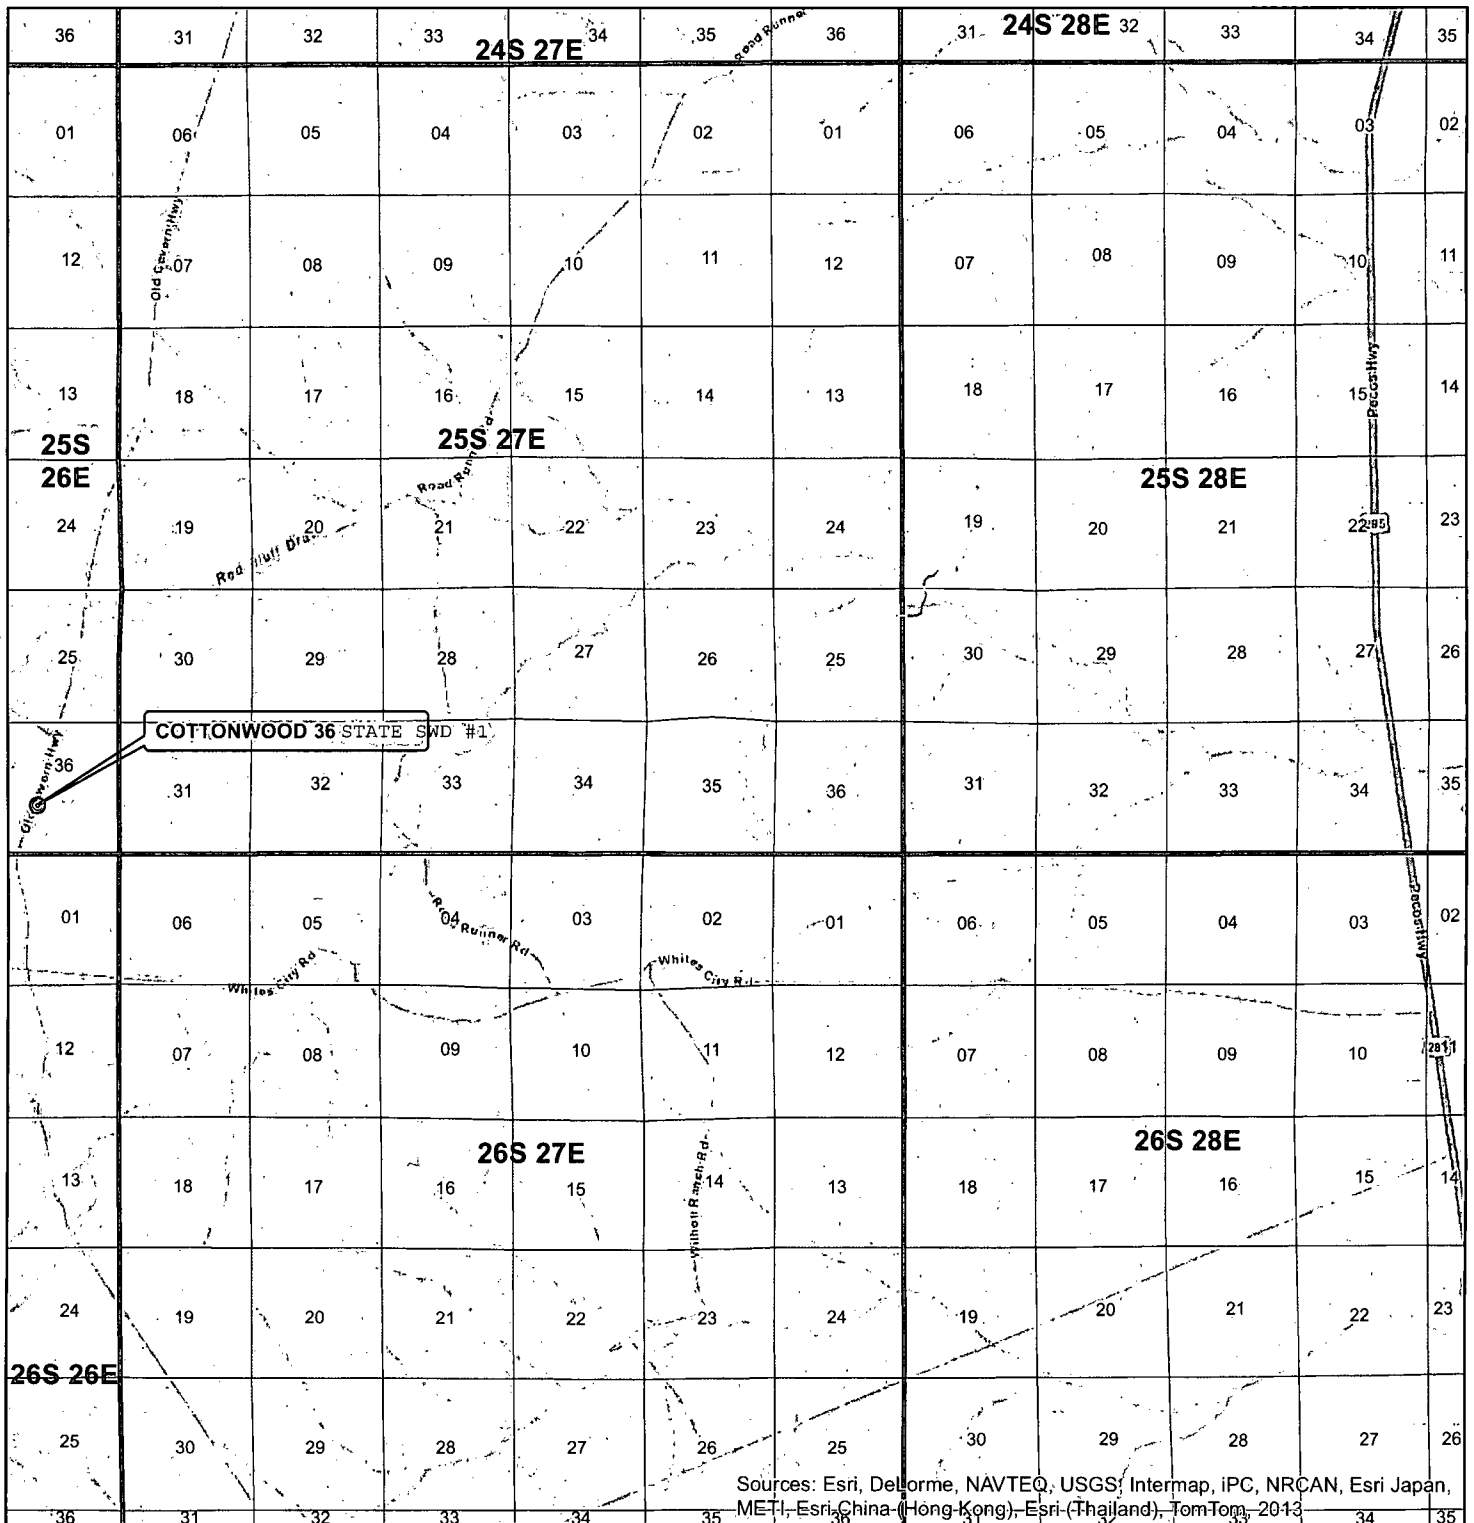 36 31 32 33 34 35 36 31 32 33 34 35
24S 27E 24S 28E
Road Runner
01 06 05 04 03 02 01 06 05 04 03 02
12 07 08 09 10 11 12 07 08 09 10 11
Old Cavern Hwy
13 18 17 16 15 14 13 18 17 16 15 14
Pecos Hwy
25S
26E
25S 27E
25S 28E
Road Runner Rd
24 19 20 21 22 23 24 19 20 21 22 23
285
Red Bluff Draw
25 30 29 28 27 26 25 30 29 28 27 26
COTTONWOOD 36 STATE SWD #1
36 31 32 33 34 35 36 31 32 33 34 35
Old Cavern Hwy
01 06 05 04 03 02 01 06 05 04 03 02
Runner Rd
Pecos Hwy
Whites City Rd
Whites City Rd
12 07 08 09 10 11 12 07 08 09 10
26S 27E
26S 28E
13 18 17 16 15 14 13 18 17 16 15 14
Ranch Rd
24 19 20 21 22 23 24 19 20 21 22 23
26S 26E
25 30 29 28 27 26 25 30 29 28 27 26
Sources: Esri, DeLorme, NAVTEQ, USGS, Intermap, iPC, NRCAN, Esri Japan,
METI, Esri China (Hong Kong), Esri (Thailand), TomTom, 2013
36 31 32 33 34 35 36 33 34 35